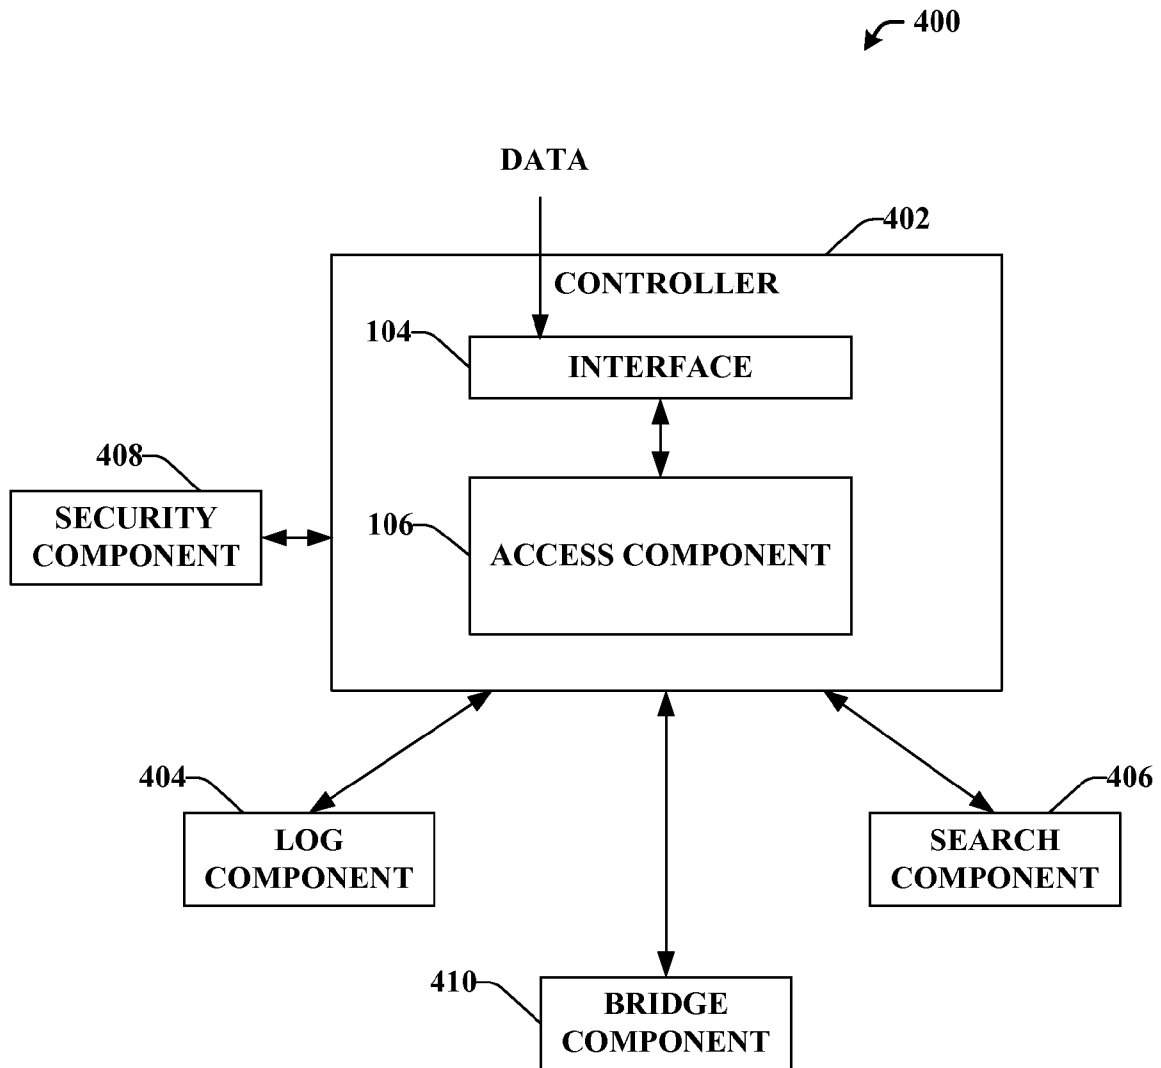 400
DATA
402
CONTROLLER
104
INTERFACE
408
SECURITY
COMPONENT
106
ACCESS COMPONENT
404
LOG
COMPONENT
406
SEARCH
COMPONENT
410
BRIDGE
COMPONENT